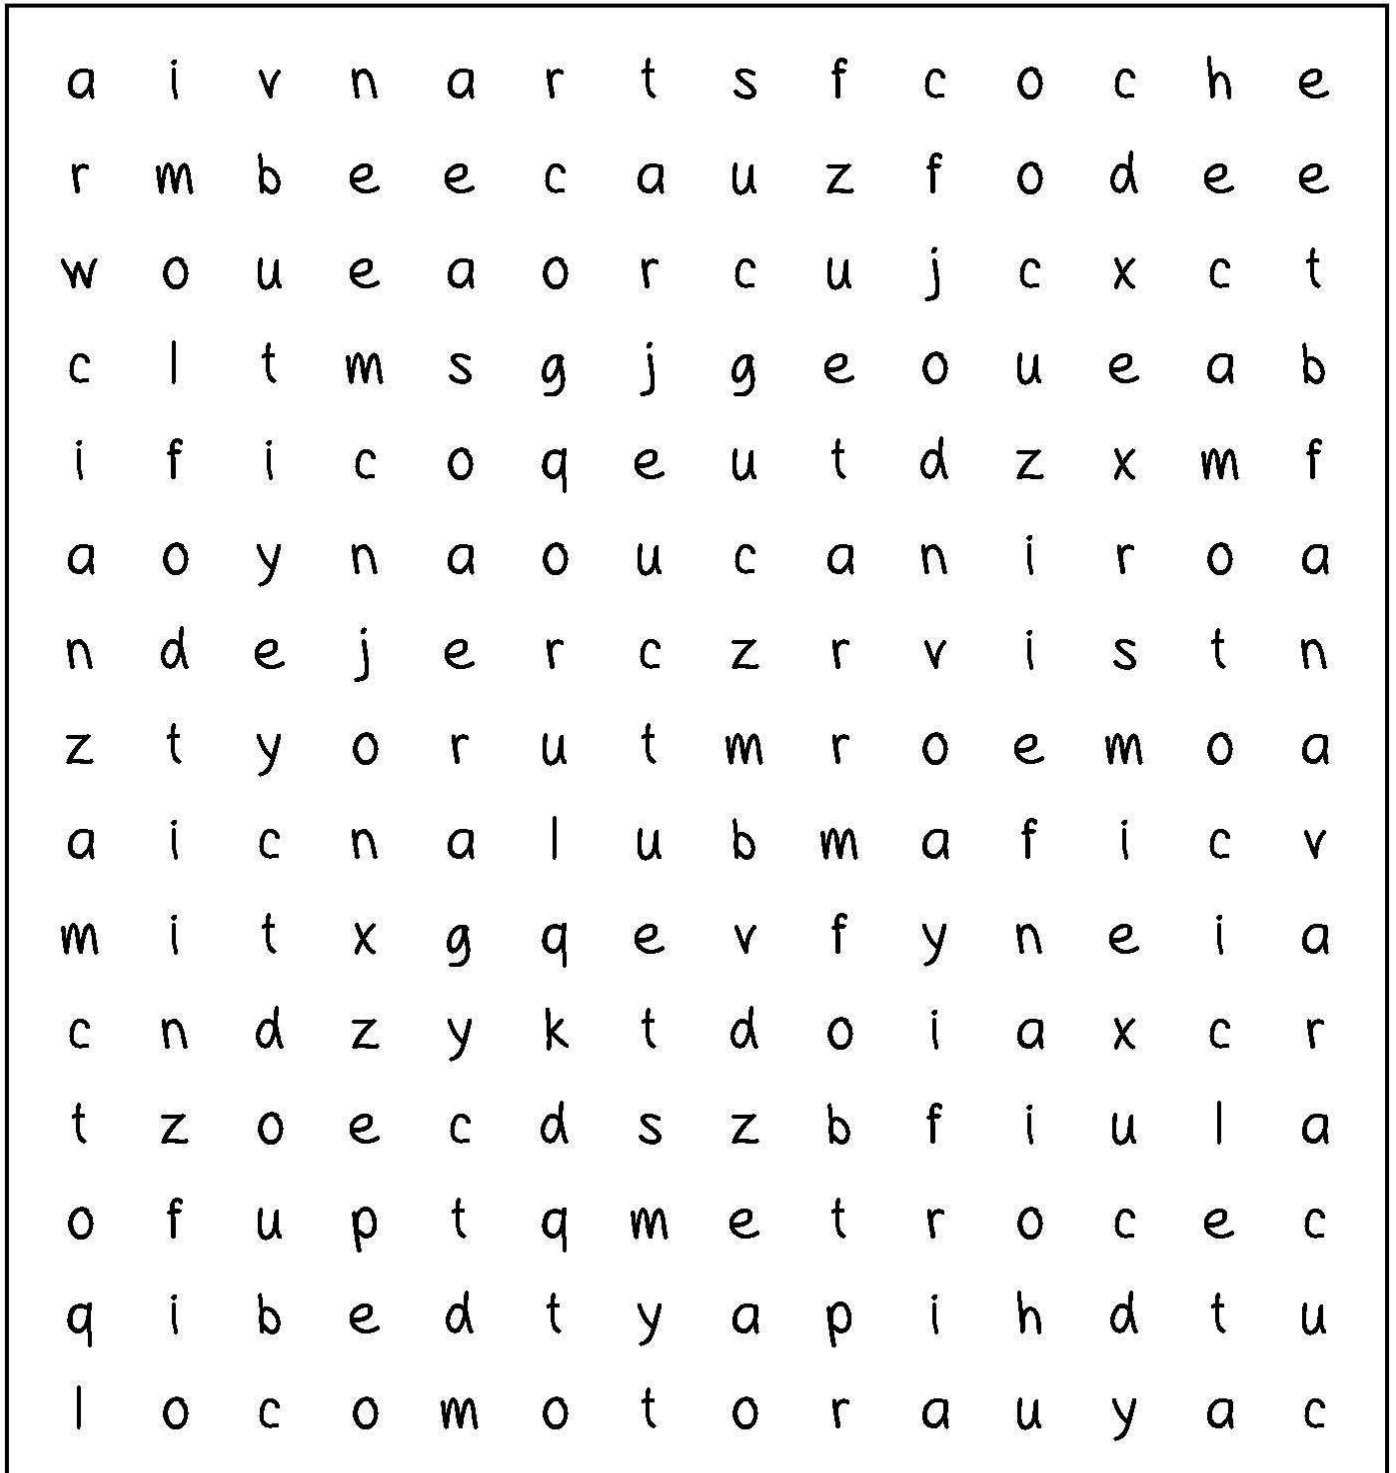 a i v n a r t s f c o c h e
r m b e e c a u z f o d e e
w o u e a o r c u j c x c t
c l t m s g j g e o u e a b
i f i c o q e u t d z x m f
a o y n a o u c a n i r o a
n d e j e r c z r v i s t n
z t y o r u t m r o e m o a
a i c n a l u b m a f i c v
m i t x g q e v f y n e i a
c n d z y k t d o i a x c r
t z o e c d s z b f i u l a
o f u p t q m e t r o c e c
q i b e d t y a p i h d t u
l o c o m o t o r a u y a c